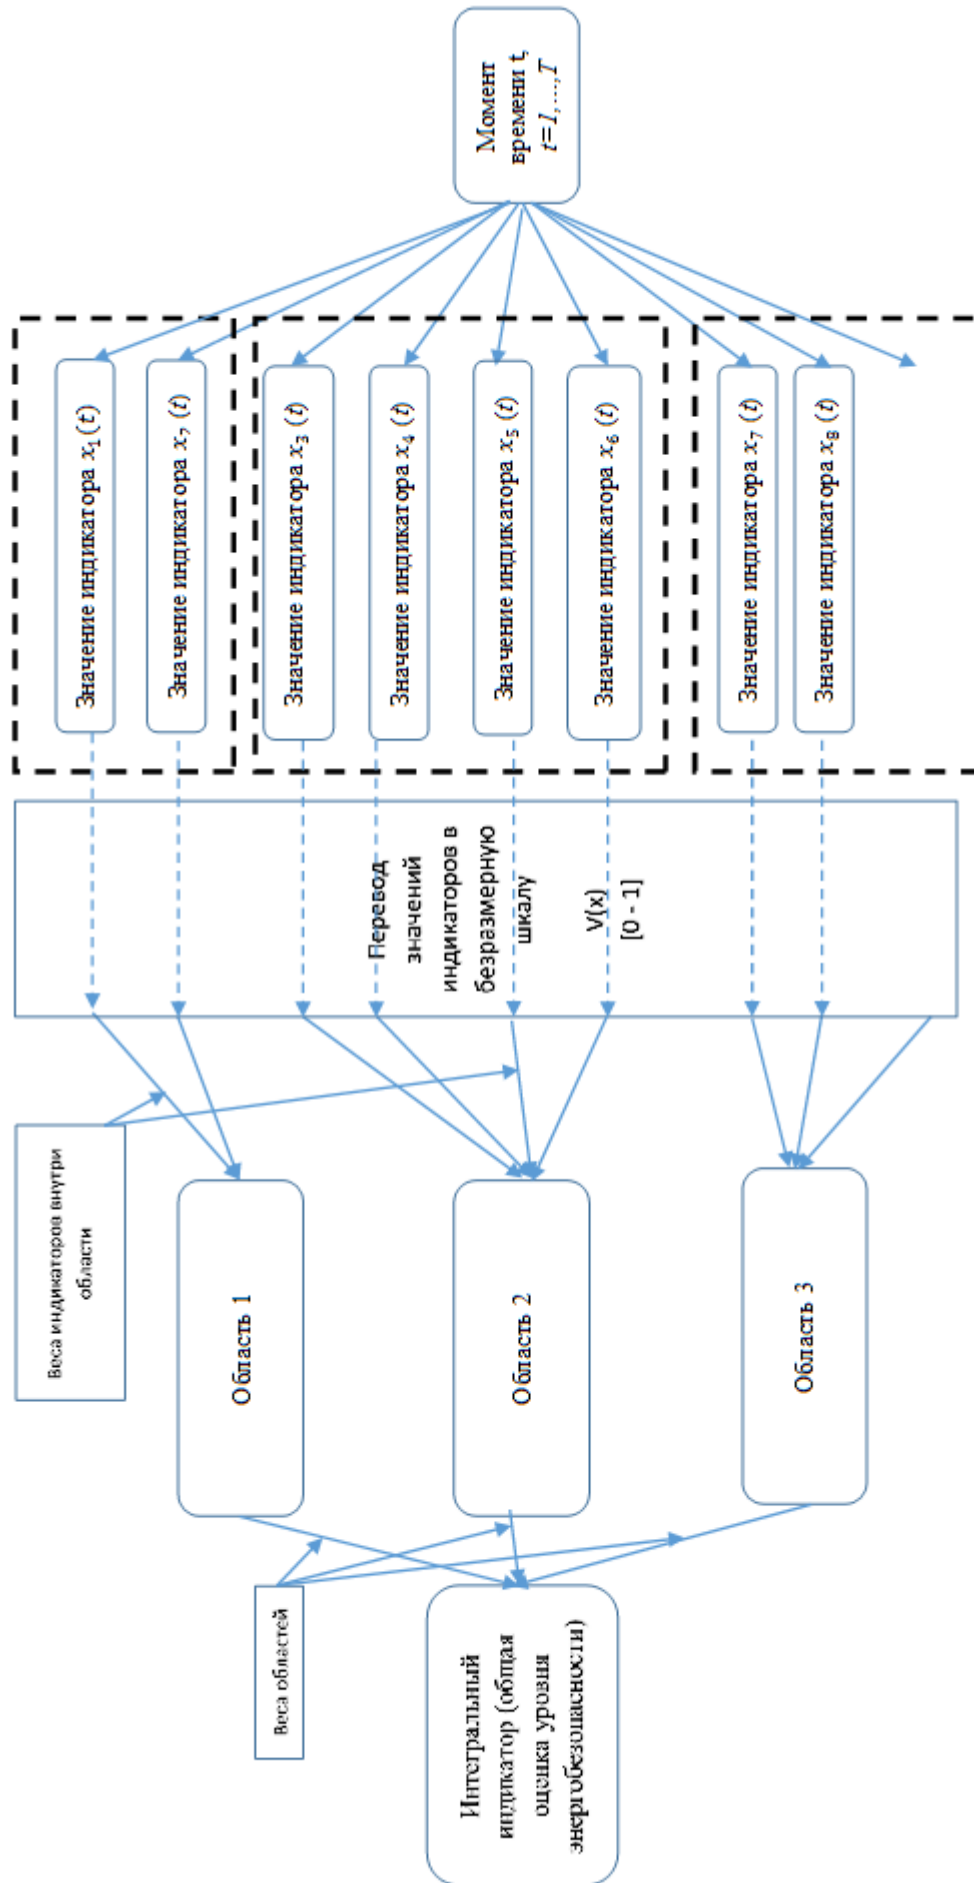 Момент
времени t,
t=1,...,T
Значение индикатора x₁(t)
Значение индикатора x₇ (t)
Значение индикатора x₃ (t)
Значение индикатора x₄ (t)
Значение индикатора x₅ (t)
Значение индикатора x₆ (t)
Значение индикатора x₇ (t)
Значение индикатора x₈ (t)
Перевод
значений
индикаторов в
безразмерную
шкалу
V(x)
[0 - 1]
Веса индикаторов внутри
области
Область 1
Область 2
Область 3
Веса областей
Интегральный
индикатор (общая
оценка уровня
энергобезопасности)